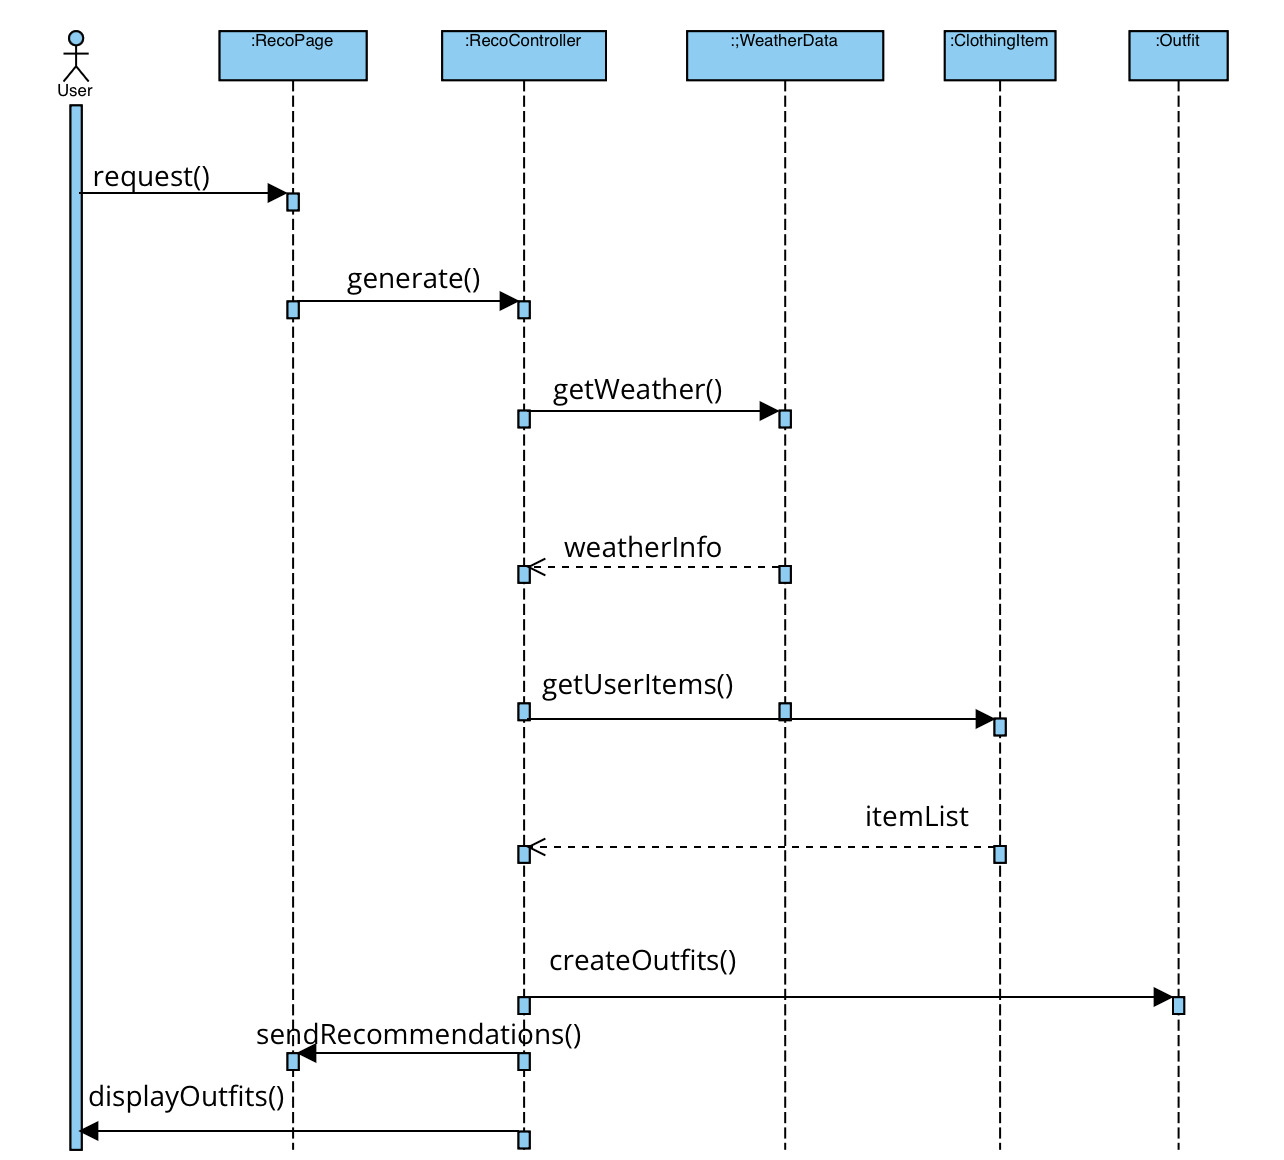 :RecoPage
:RecoController
:;WeatherData
:ClothingItem
:Outfit
User
request()
generate()
getWeather()
weatherInfo
getUserItems()
itemList
createOutfits()
sendRecommendations()
displayOutfits()